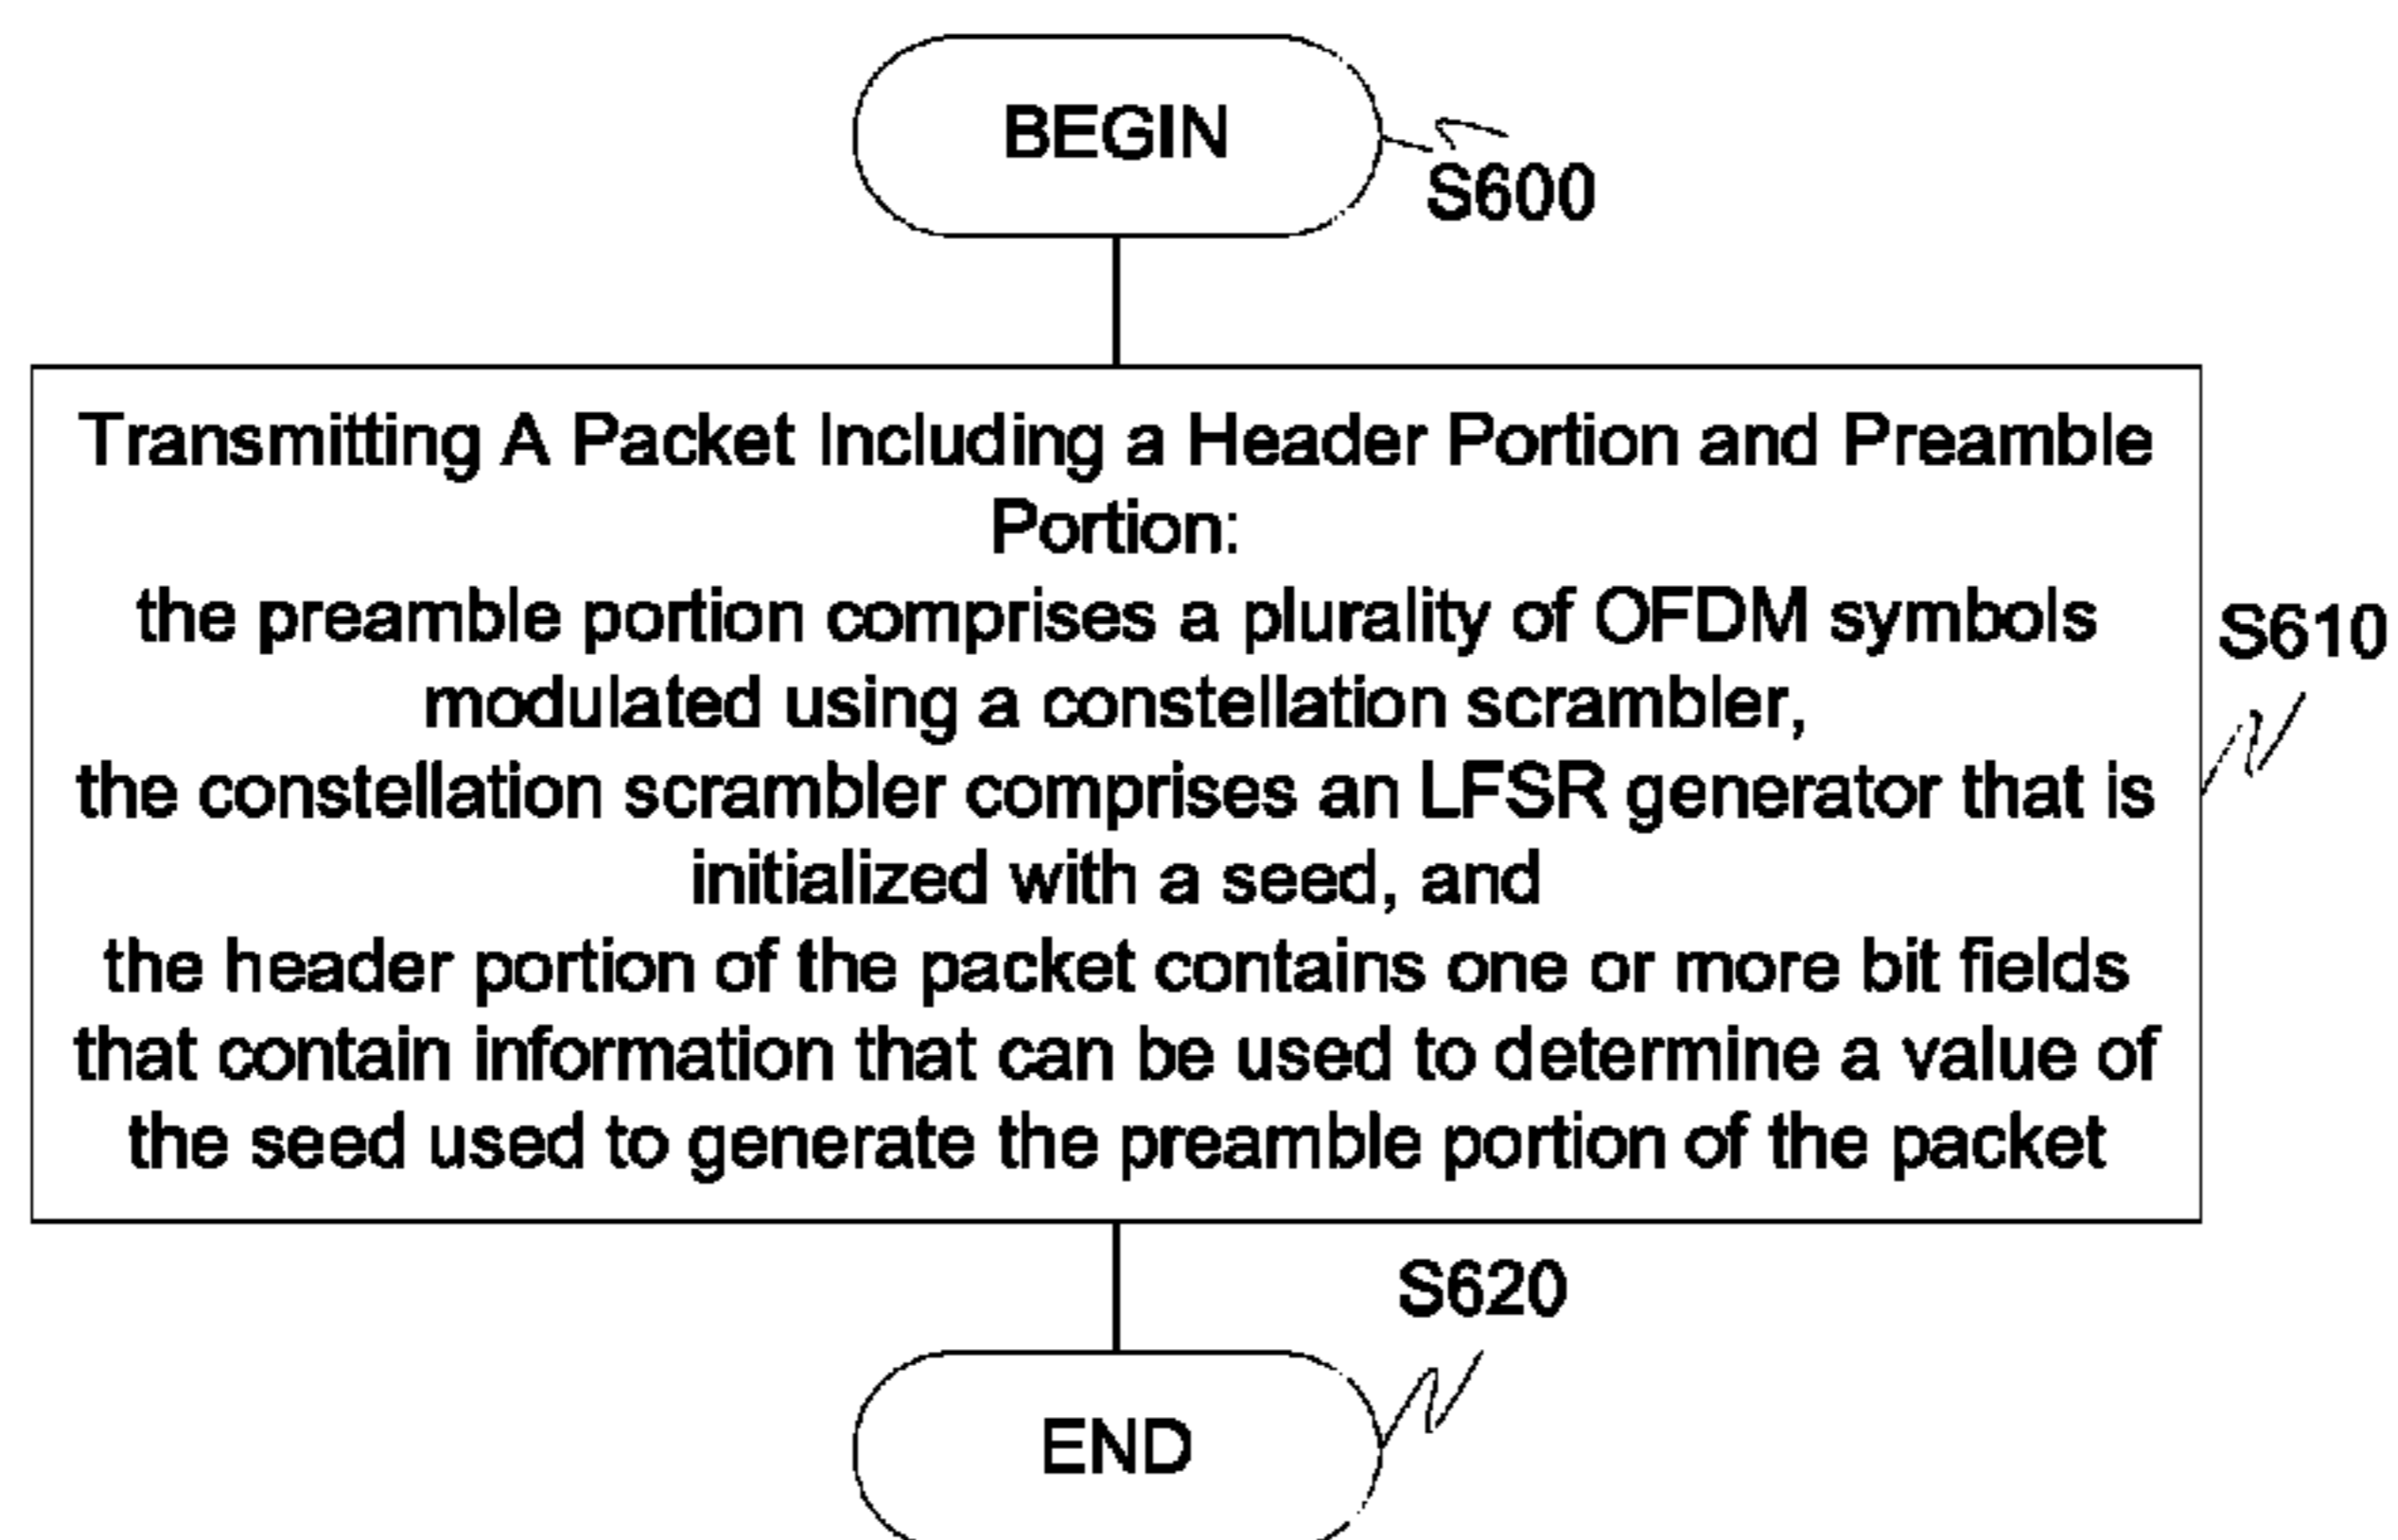 BEGIN
S600
Transmitting A Packet Including a Header Portion and Preamble
Portion:
the preamble portion comprises a plurality of OFDM symbols
modulated using a constellation scrambler,
the constellation scrambler comprises an LFSR generator that is
initialized with a seed, and
the header portion of the packet contains one or more bit fields
that contain information that can be used to determine a value of
the seed used to generate the preamble portion of the packet
S610
S620
END